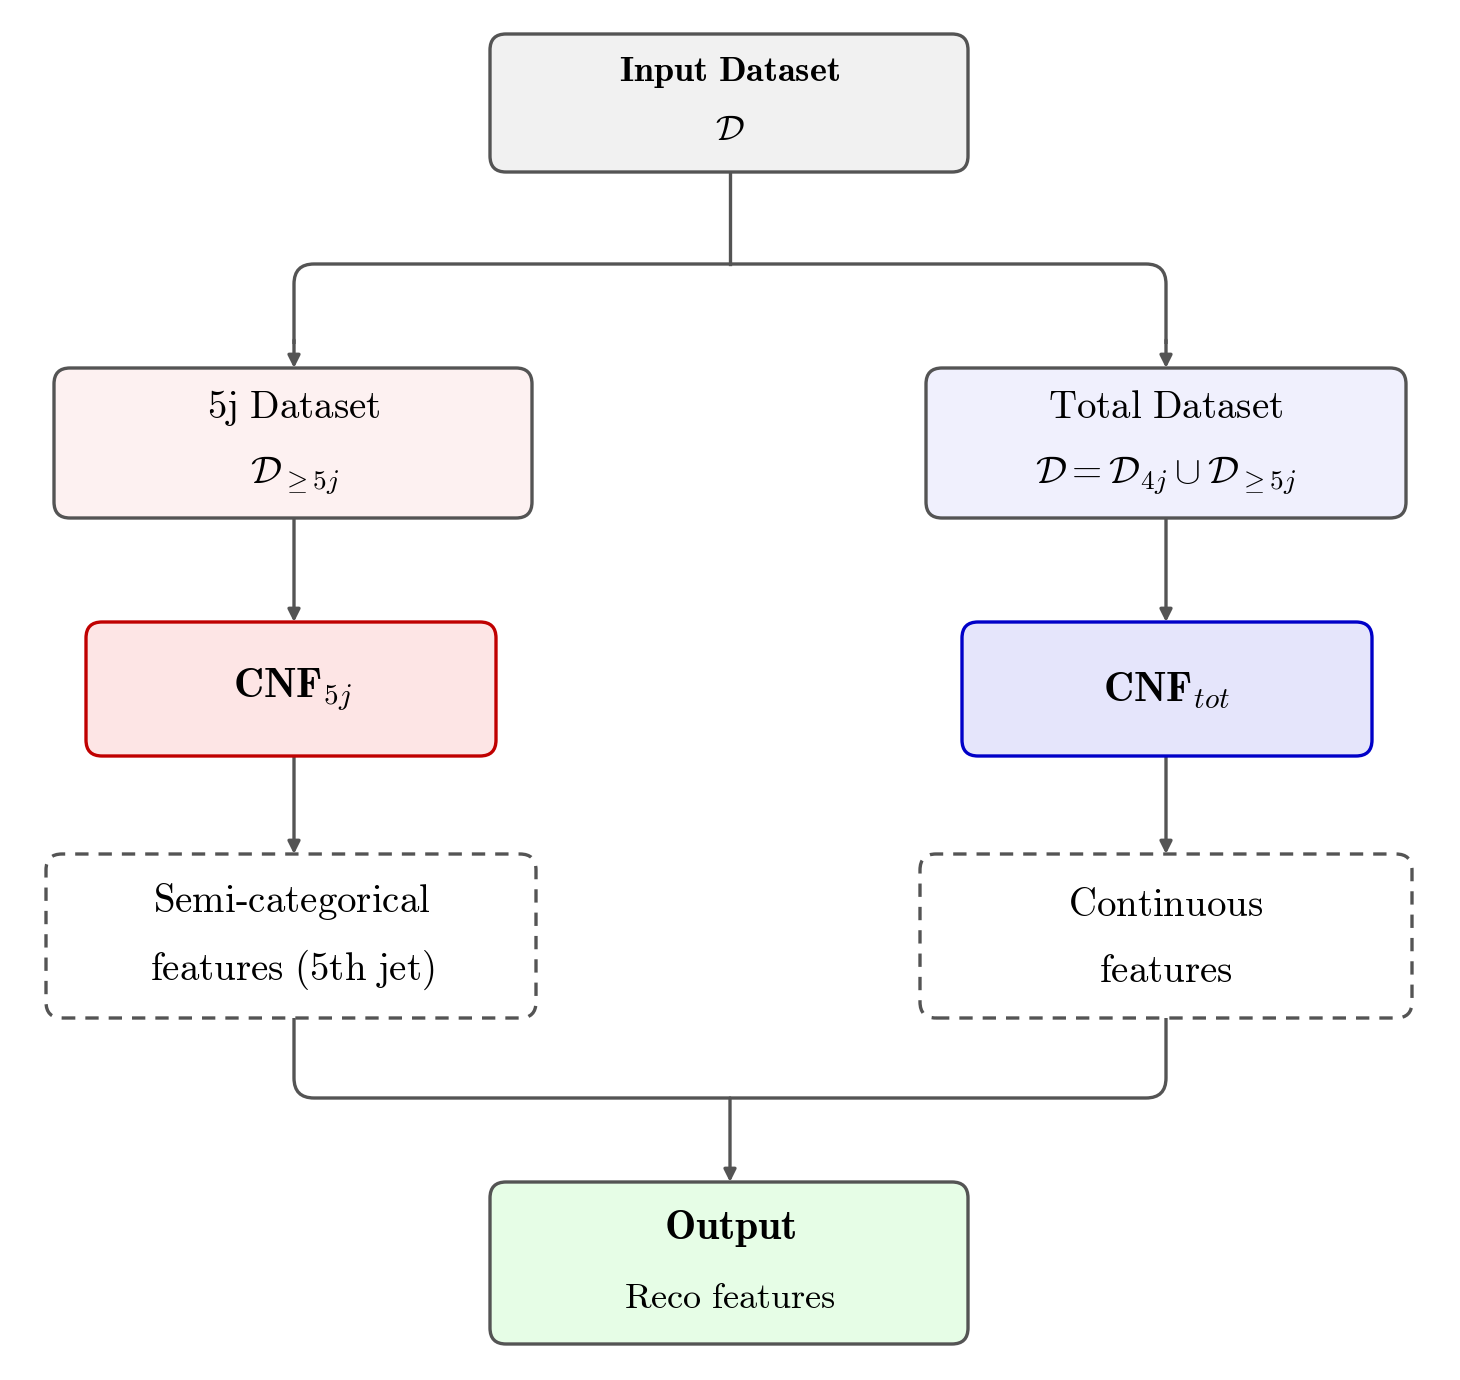 Input Dataset
𝒟
5j Dataset
𝒟≥5j
Total Dataset
𝒟 = 𝒟4j ∪ 𝒟≥5j
CNF5j
CNFtot
Semi-categorical
features (5th jet)
Continuous
features
Output
Reco features